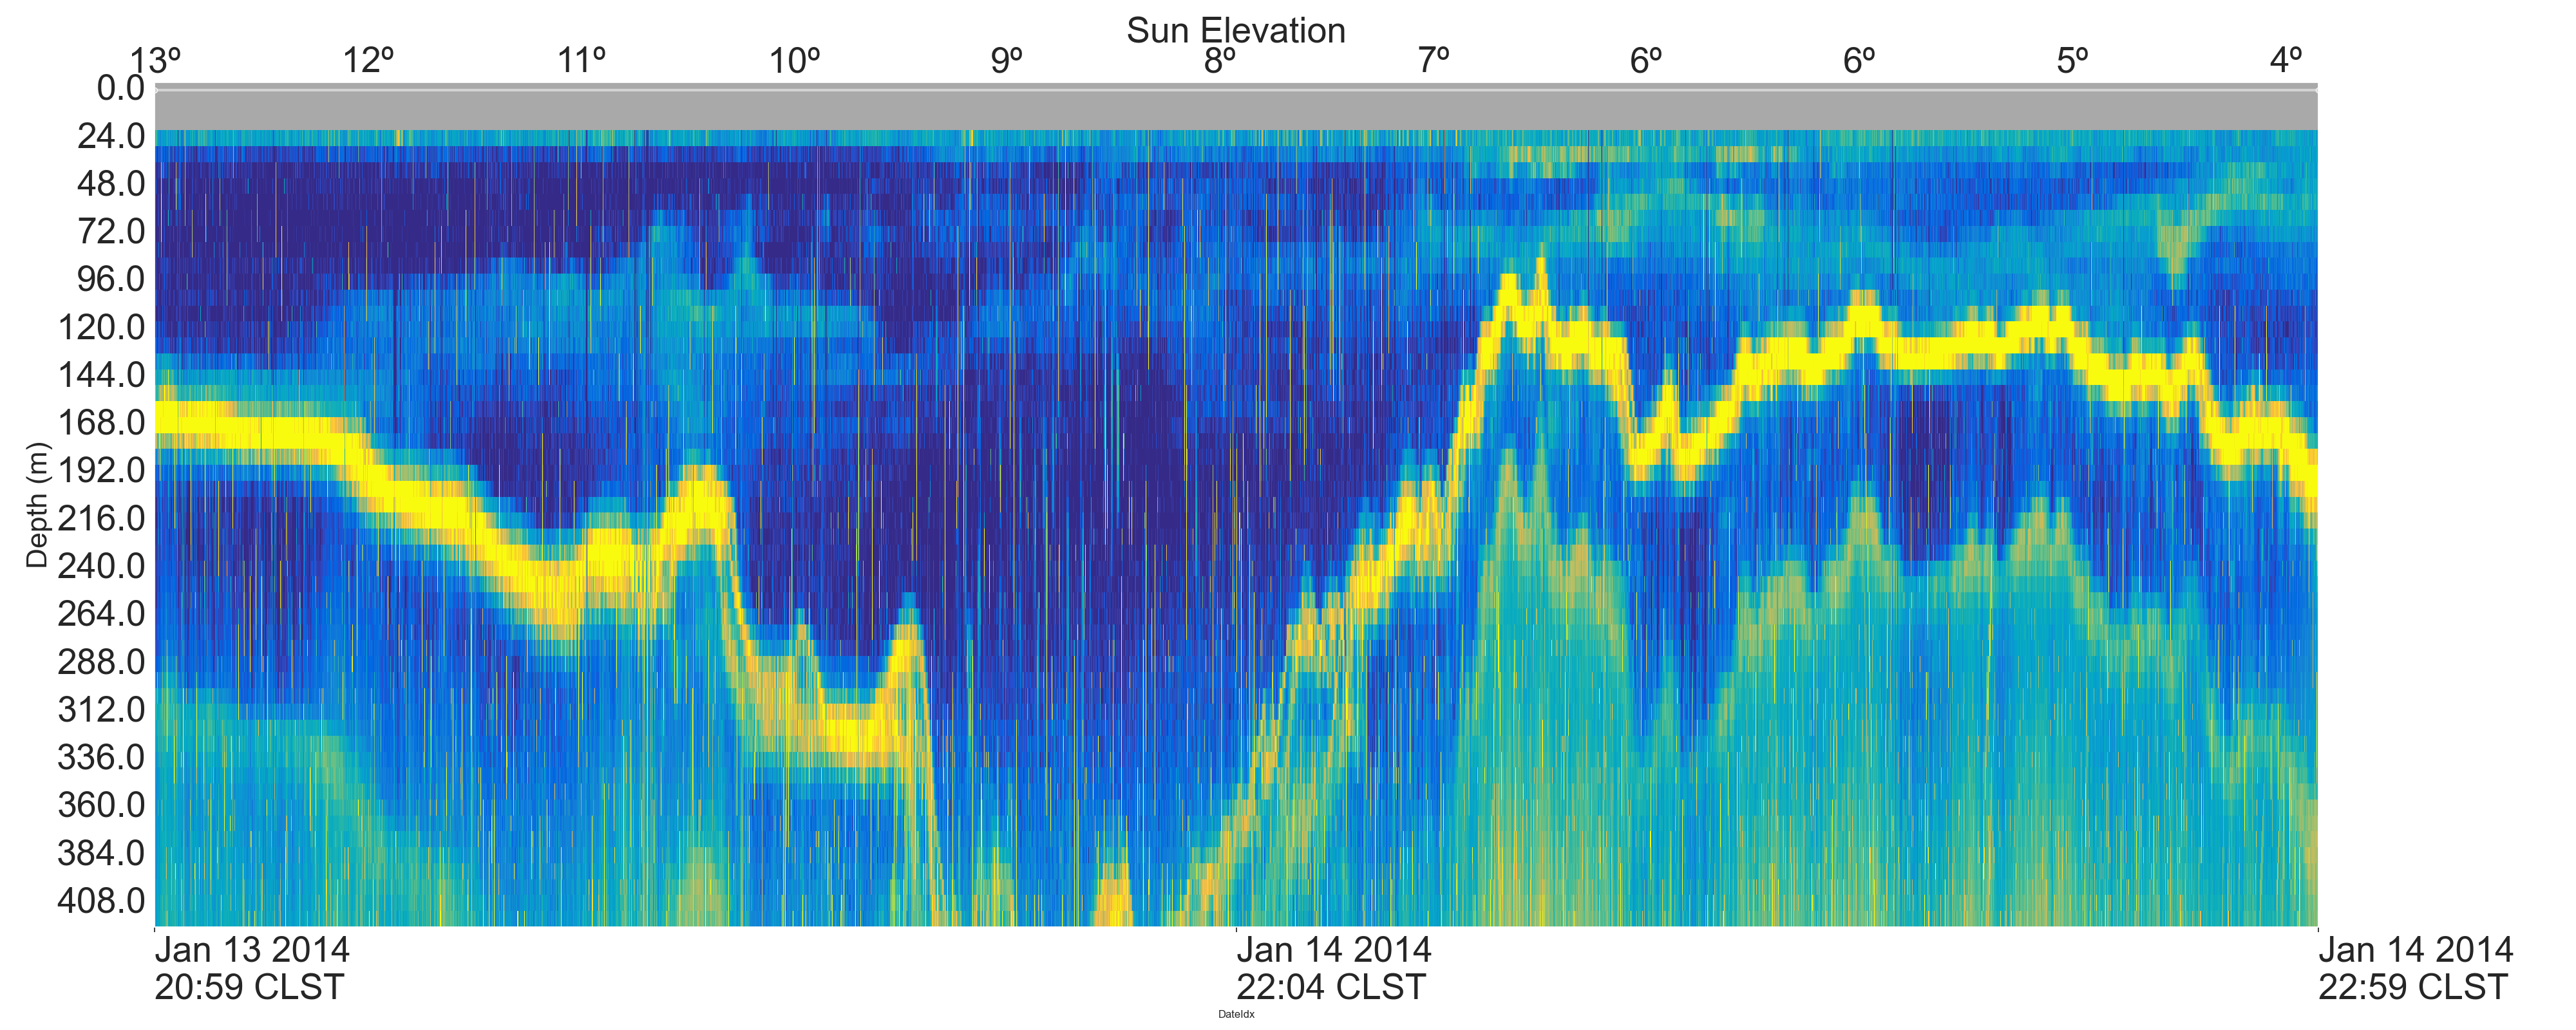 Sun Elevation
13º 12º 11º 10º 9º 8º 7º 6º 6º 5º 4º
0.0
24.0
48.0
72.0
96.0
120.0
144.0
168.0
192.0
216.0
240.0
264.0
288.0
312.0
336.0
360.0
384.0
408.0
Depth (m)
Jan 13 2014
20:59 CLST
Jan 14 2014
22:04 CLST
Jan 14 2014
22:59 CLST
DateIdx